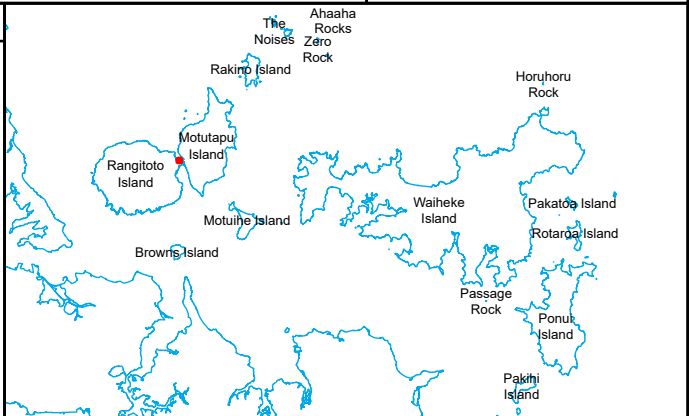 The
Noises
Ahaaha
Rocks
Zero
Rock
Rakino Island
Horuhoru
Rock
Motutapu
Island
Rangitoto
Island
Motuihe Island
Waiheke
Island
Pakatoa Island
Rotaroa Island
Browns Island
Passage
Rock
Ponui
Island
Pakihi
Island